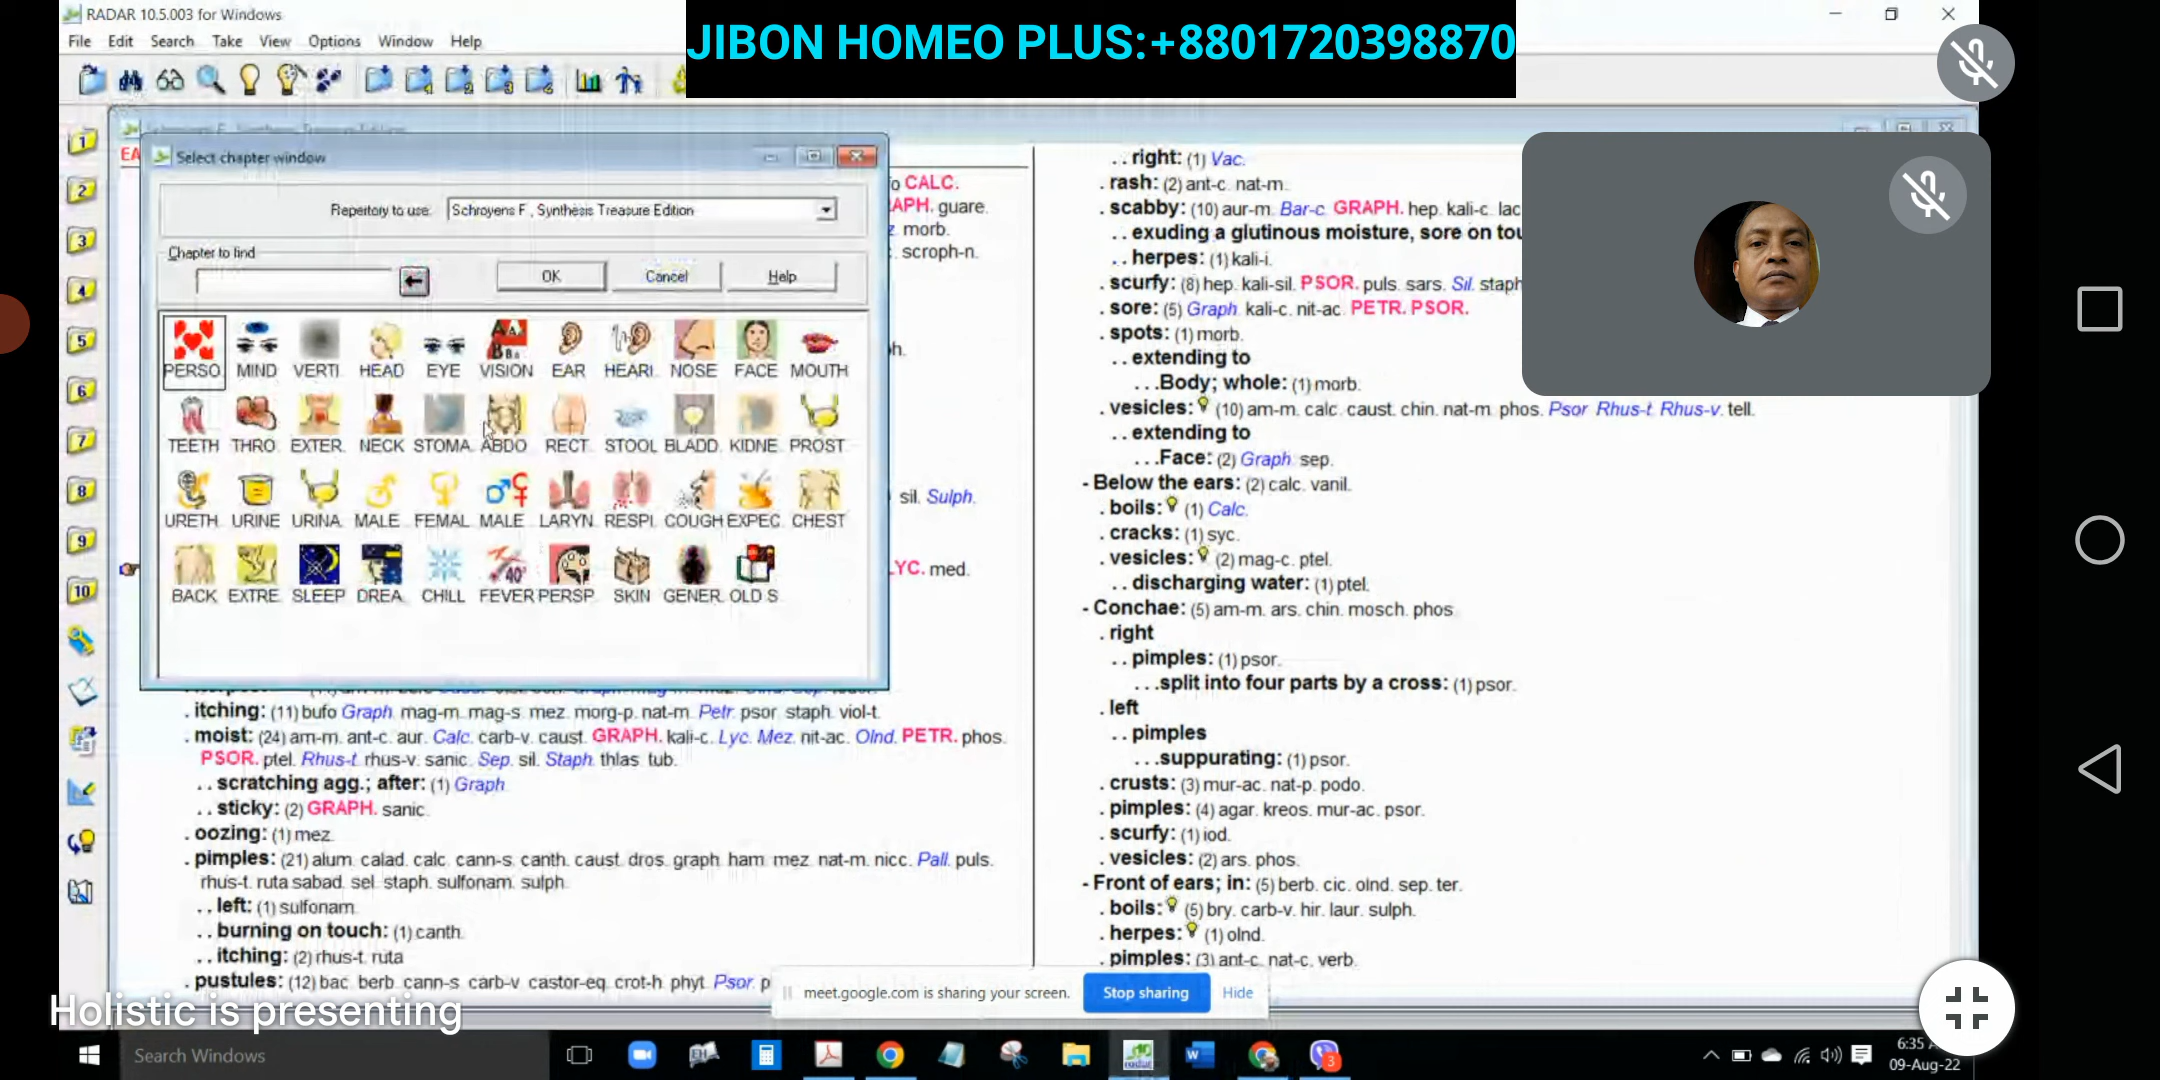 RADAR 10.5.003 for Windows
JIBON HOMEO PLUS:+8801720398870
File Edit Search Take View Options Window Help
Select chapter window
Repertory to use: Schroyens F , Synthesis Treasure Edition
Chapter to find
OK Cancel Help
PERSO. MIND VERTI. HEAD EYE VISION EAR HEARI. NOSE FACE MOUTH
TEETH THRO. EXTER. NECK STOMA. ABDO. RECT. STOOL BLADD. KIDNE. PROST.
URETH. URINE URINA. MALE. FEMAL. MALE. LARYN. RESPI. COUGH EXPEC. CHEST
BACK EXTRE. SLEEP DREA. CHILL FEVER PERSP. SKIN GENER. OLD S.
1
2
3
4
5
6
7
8
9
10
CALC.
guare.
morb.
scroph-n.
sil. Sulph.
med.
. itching: (11) bufo Graph. mag-m. mag-s. mez. morg-p. nat-m. Petr. psor. staph. viol-t.
. moist: (24) am-m. ant-c. aur. Calc. carb-v. caust. GRAPH. kali-c. Lyc. Mez. nit-ac. Olnd. PETR. phos.
PSOR. ptel. Rhus-t. rhus-v. sanic. Sep. sil. Staph. thlas. tub.
. . scratching agg.; after: (1) Graph.
. . sticky: (2) GRAPH. sanic.
. oozing: (1) mez.
. pimples: (21) alum. calad. calc. cann-s. canth. caust. dros. graph. ham. mez. nat-m. nicc. Pall. puls.
rhus-t. ruta sabad. sel. staph. sulfonam. sulph.
. . left: (1) sulfonam.
. . burning on touch: (1) canth.
. . itching: (2) rhus-t. ruta
. pustules: (12) bac. berb. cann-s. carb-v. castor-eq. crot-h. phyt. Psor. p
. . right: (1) Vac.
. rash: (2) ant-c. nat-m.
. scabby: (10) aur-m. Bar-c. GRAPH. hep. kali-c. lac
. . exuding a glutinous moisture, sore on tou
. . herpes: (1) kali-i.
. scurfy: (8) hep. kali-sil. PSOR. puls. sars. Sil. staph
. sore: (5) Graph. kali-c. nit-ac. PETR. PSOR.
. spots: (1) morb.
. . extending to
. . . Body; whole: (1) morb.
. vesicles: (10) am-m. calc. caust. chin. nat-m. phos. Psor. Rhus-t. Rhus-v. tell.
. . extending to
. . . Face: (2) Graph. sep.
- Below the ears: (2) calc. vanil.
. boils: (1) Calc.
. cracks: (1) syc.
. vesicles: (2) mag-c. ptel.
. . discharging water: (1) ptel.
- Conchae: (5) am-m. ars. chin. mosch. phos.
. right
. . pimples: (1) psor.
. . . split into four parts by a cross: (1) psor.
. left
. . pimples
. . . suppurating: (1) psor.
. crusts: (3) mur-ac. nat-p. podo.
. pimples: (4) agar. kreos. mur-ac. psor.
. scurfy: (1) iod.
. vesicles: (2) ars. phos.
- Front of ears; in: (5) berb. cic. olnd. sep. ter.
. boils: (5) bry. carb-v. hir. laur. sulph.
. herpes: (1) olnd.
. pimples: (3) ant-c. nat-c. verb.
meet.google.com is sharing your screen. Stop sharing Hide
Holistic is presenting
Search Windows
radar
3
6:35
09-Aug-22